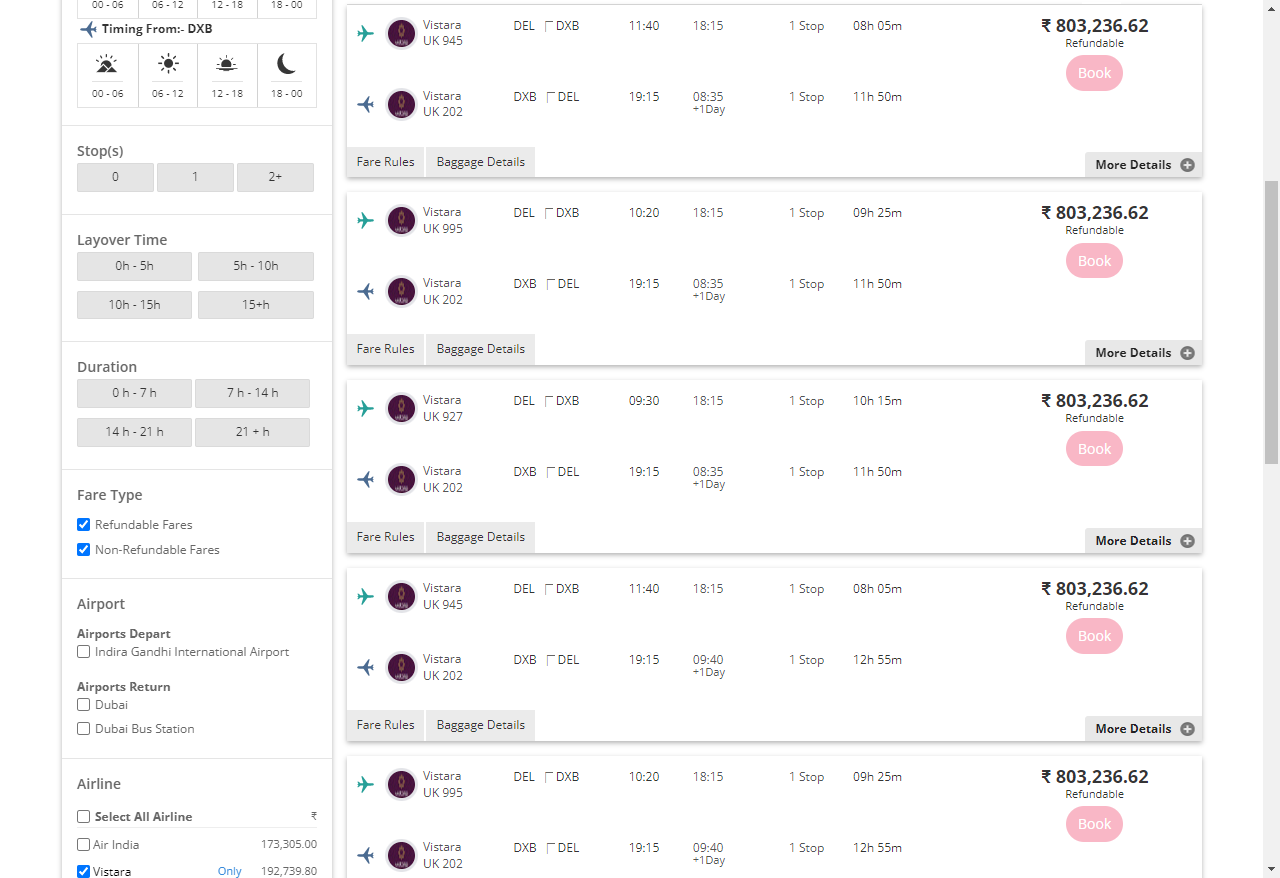 00 - 06 06 - 12 12 - 18 18 - 00
Timing From:- DXB
00 - 06 06 - 12 12 - 18 18 - 00
Stop(s)
0 1 2+
Layover Time
0h - 5h 5h - 10h
10h - 15h 15+h
Duration
0 h - 7 h 7 h - 14 h
14 h - 21 h 21 + h
Fare Type
Refundable Fares
Non-Refundable Fares
Airport
Airports Depart
Indira Gandhi International Airport
Airports Return
Dubai
Dubai Bus Station
Airline
Select All Airline ₹
Air India 173,305.00
Vistara Only 192,739.80
Vistara DEL DXB 11:40 18:15 1 Stop 08h 05m ₹ 803,236.62
UK 945 Refundable
Book
Vistara DXB DEL 19:15 08:35 1 Stop 11h 50m
UK 202 +1Day
Fare Rules Baggage Details More Details
Vistara DEL DXB 10:20 18:15 1 Stop 09h 25m ₹ 803,236.62
UK 995 Refundable
Book
Vistara DXB DEL 19:15 08:35 1 Stop 11h 50m
UK 202 +1Day
Fare Rules Baggage Details More Details
Vistara DEL DXB 09:30 18:15 1 Stop 10h 15m ₹ 803,236.62
UK 927 Refundable
Book
Vistara DXB DEL 19:15 08:35 1 Stop 11h 50m
UK 202 +1Day
Fare Rules Baggage Details More Details
Vistara DEL DXB 11:40 18:15 1 Stop 08h 05m ₹ 803,236.62
UK 945 Refundable
Book
Vistara DXB DEL 19:15 09:40 1 Stop 12h 55m
UK 202 +1Day
Fare Rules Baggage Details More Details
Vistara DEL DXB 10:20 18:15 1 Stop 09h 25m ₹ 803,236.62
UK 995 Refundable
Book
Vistara DXB DEL 19:15 09:40 1 Stop 12h 55m
UK 202 +1Day